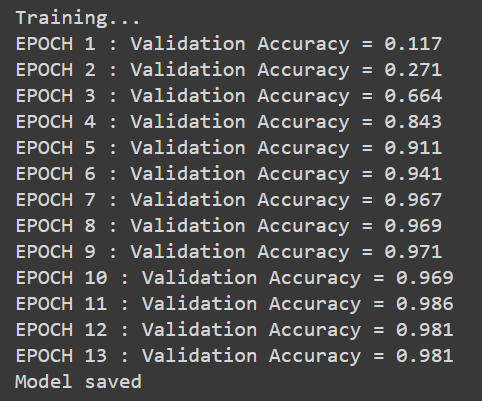 Training...
EPOCH 1 : Validation Accuracy = 0.117
EPOCH 2 : Validation Accuracy = 0.271
EPOCH 3 : Validation Accuracy = 0.664
EPOCH 4 : Validation Accuracy = 0.843
EPOCH 5 : Validation Accuracy = 0.911
EPOCH 6 : Validation Accuracy = 0.941
EPOCH 7 : Validation Accuracy = 0.967
EPOCH 8 : Validation Accuracy = 0.969
EPOCH 9 : Validation Accuracy = 0.971
EPOCH 10 : Validation Accuracy = 0.969
EPOCH 11 : Validation Accuracy = 0.986
EPOCH 12 : Validation Accuracy = 0.981
EPOCH 13 : Validation Accuracy = 0.981
Model saved